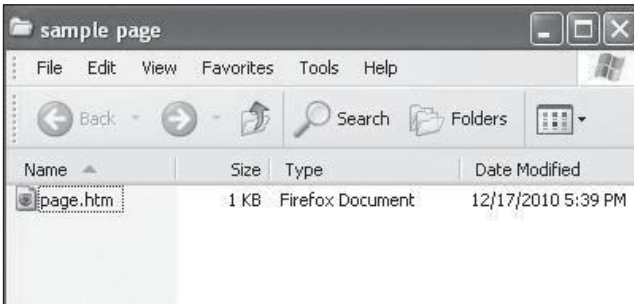 sample page
File Edit View Favorites Tools Help
Back Search Folders
Name Size Type Date Modified
page.htm 1 KB Firefox Document 12/17/2010 5:39 PM